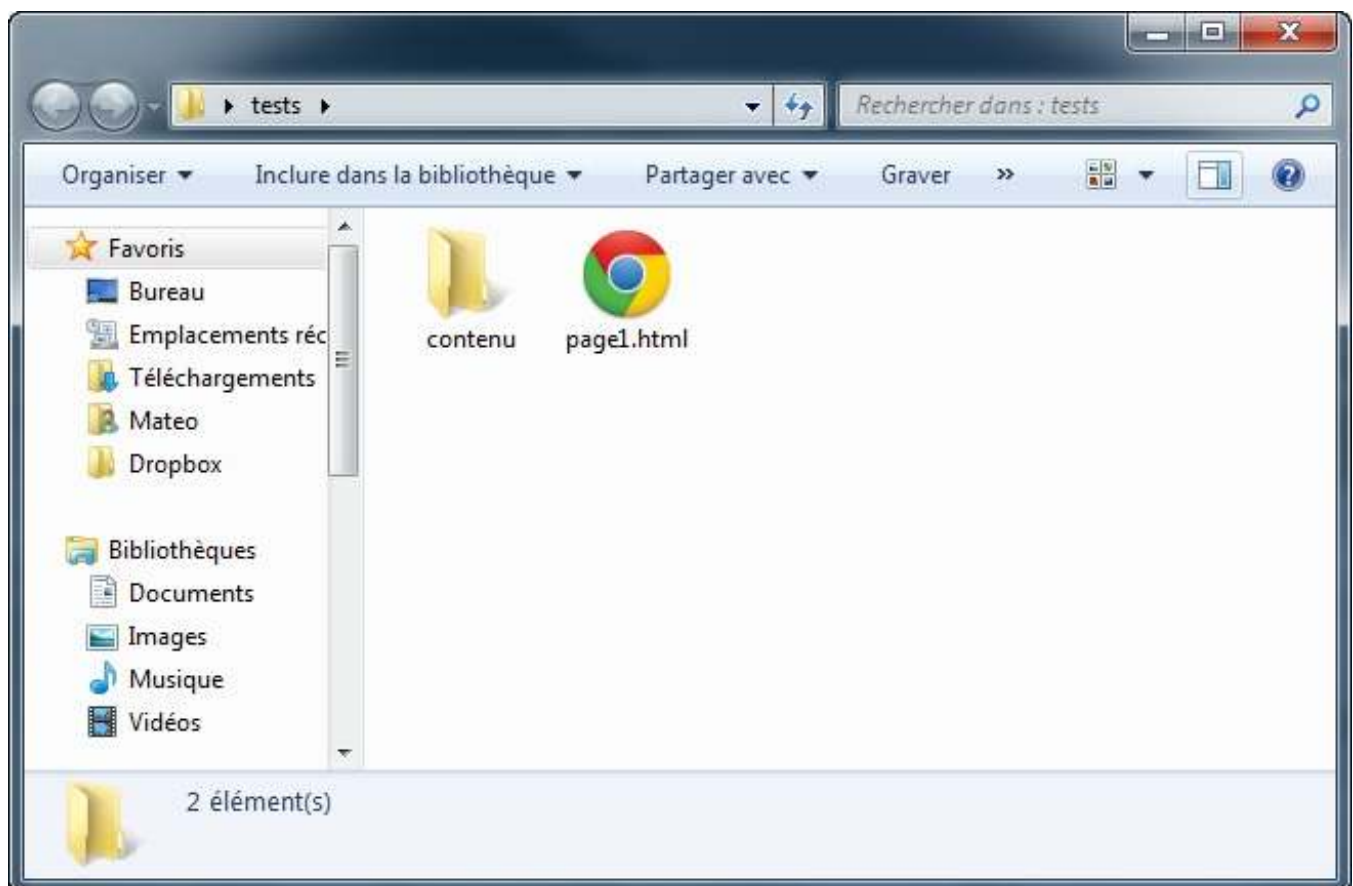 tests
Rechercher dans : tests
Organiser Inclure dans la bibliothèque Partager avec Graver »
Favoris
Bureau
Emplacements réc
Téléchargements
Mateo
Dropbox
Bibliothèques
Documents
Images
Musique
Vidéos
contenu page1.html
2 élément(s)